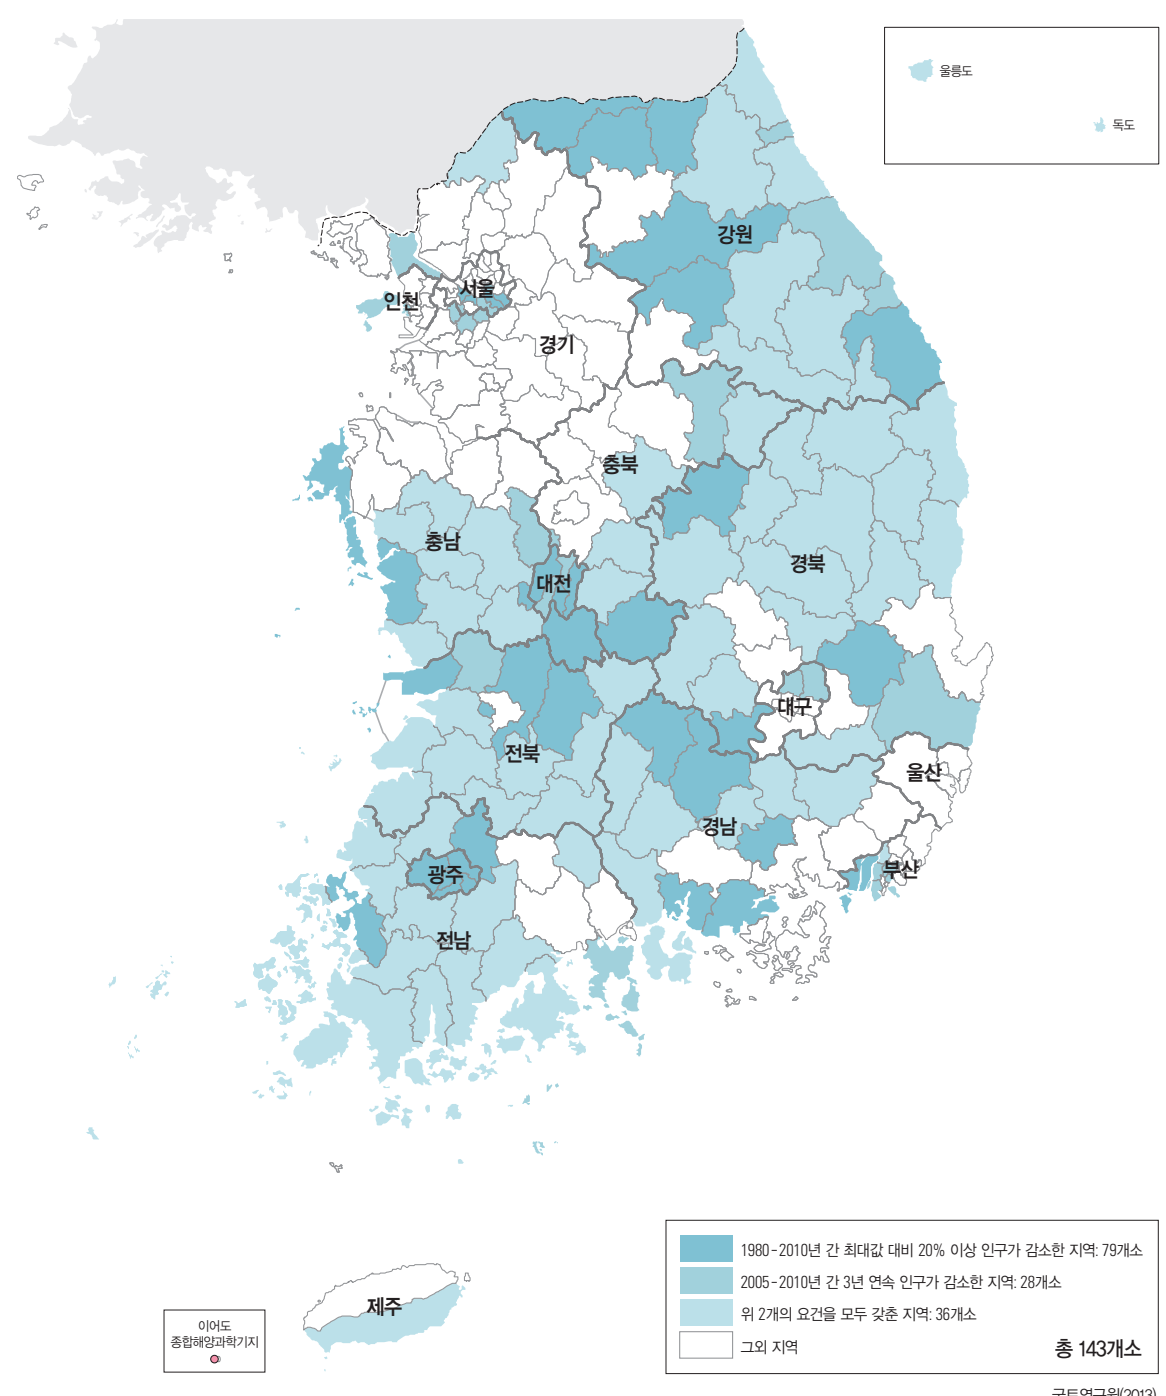 울릉도
독도
강원
서울
인천
경기
충북
충남
경북
대전
대구
전북
울산
경남
광주
부산
전남
제주
이어도
종합해양과학기지
1980-2010년 간 최대값 대비 20% 이상 인구가 감소한 지역: 79개소
2005-2010년 간 3년 연속 인구가 감소한 지역: 28개소
위 2개의 요건을 모두 갖춘 지역: 36개소
그외 지역
총 143개소
국토연구원(2013)